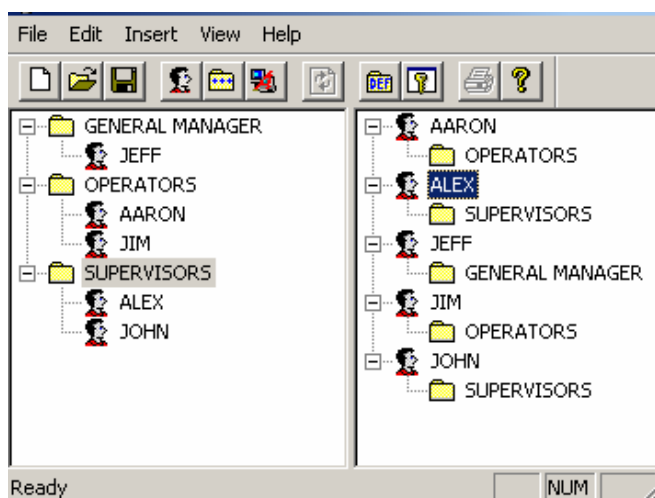 File Edit Insert View Help
DEF
GENERAL MANAGER
JEFF
OPERATORS
AARON
JIM
SUPERVISORS
ALEX
JOHN
AARON
OPERATORS
ALEX
SUPERVISORS
JEFF
GENERAL MANAGER
JIM
OPERATORS
JOHN
SUPERVISORS
Ready NUM